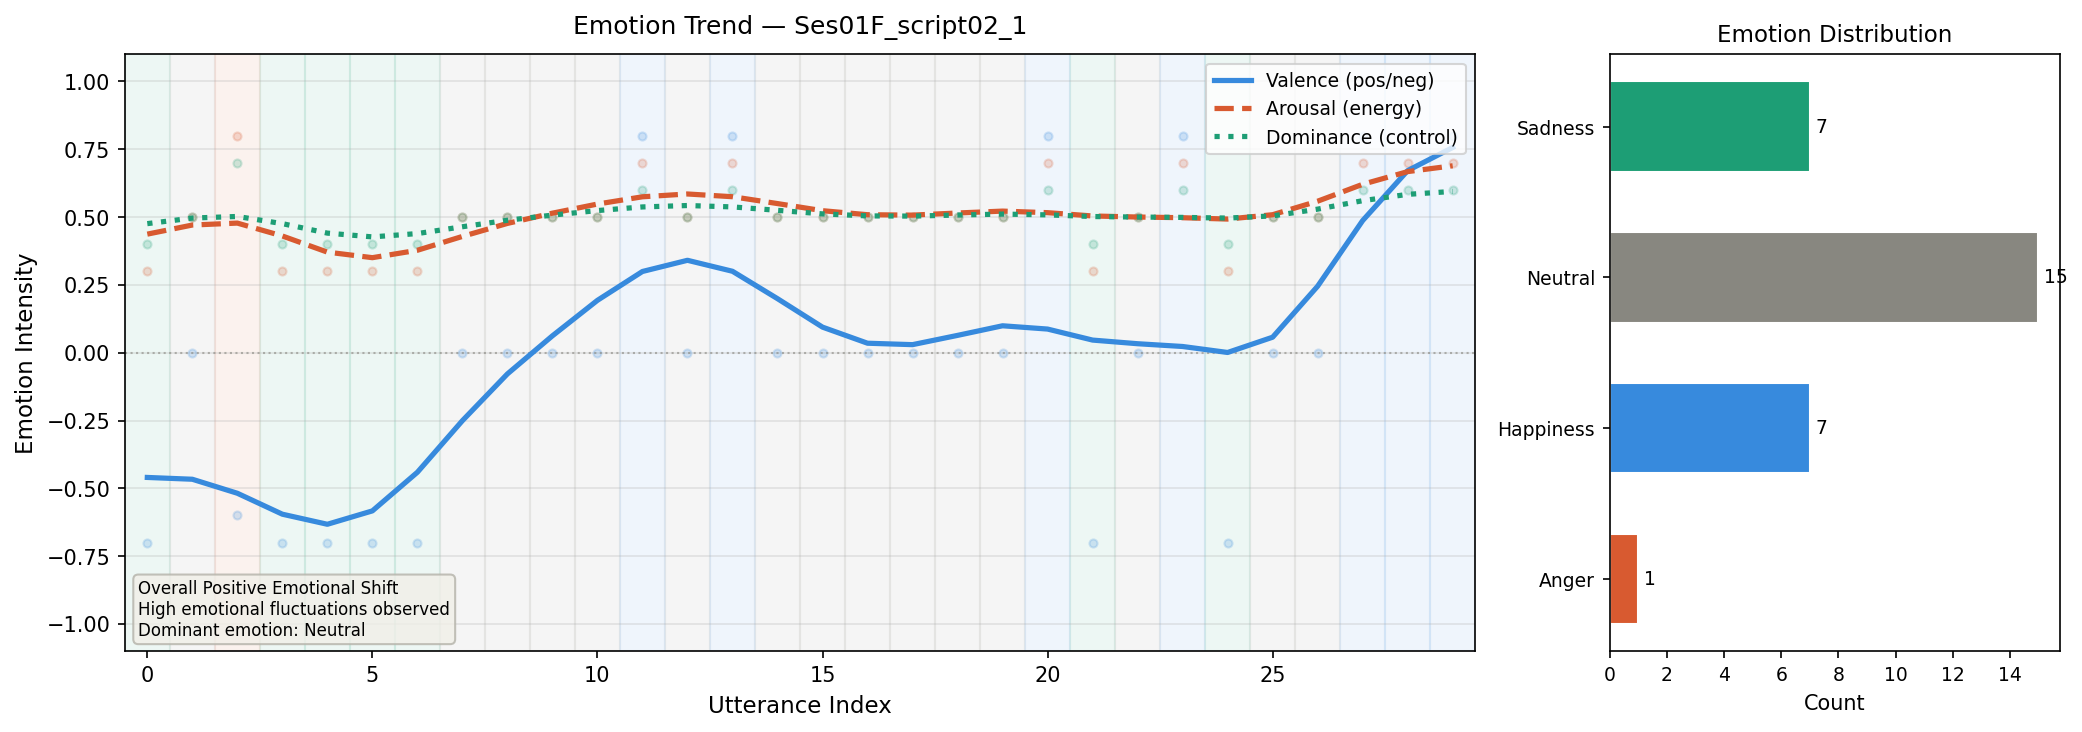 Emotion Trend — Ses01F_script02_1
Emotion Intensity
1.00
0.75
0.50
0.25
0.00
−0.25
−0.50
−0.75
−1.00
Valence (pos/neg)
Arousal (energy)
Dominance (control)
Overall Positive Emotional Shift
High emotional fluctuations observed
Dominant emotion: Neutral
0 5 10 15 20 25
Utterance Index
Emotion Distribution
Sadness 7
Neutral 15
Happiness 7
Anger 1
0 2 4 6 8 10 12 14
Count